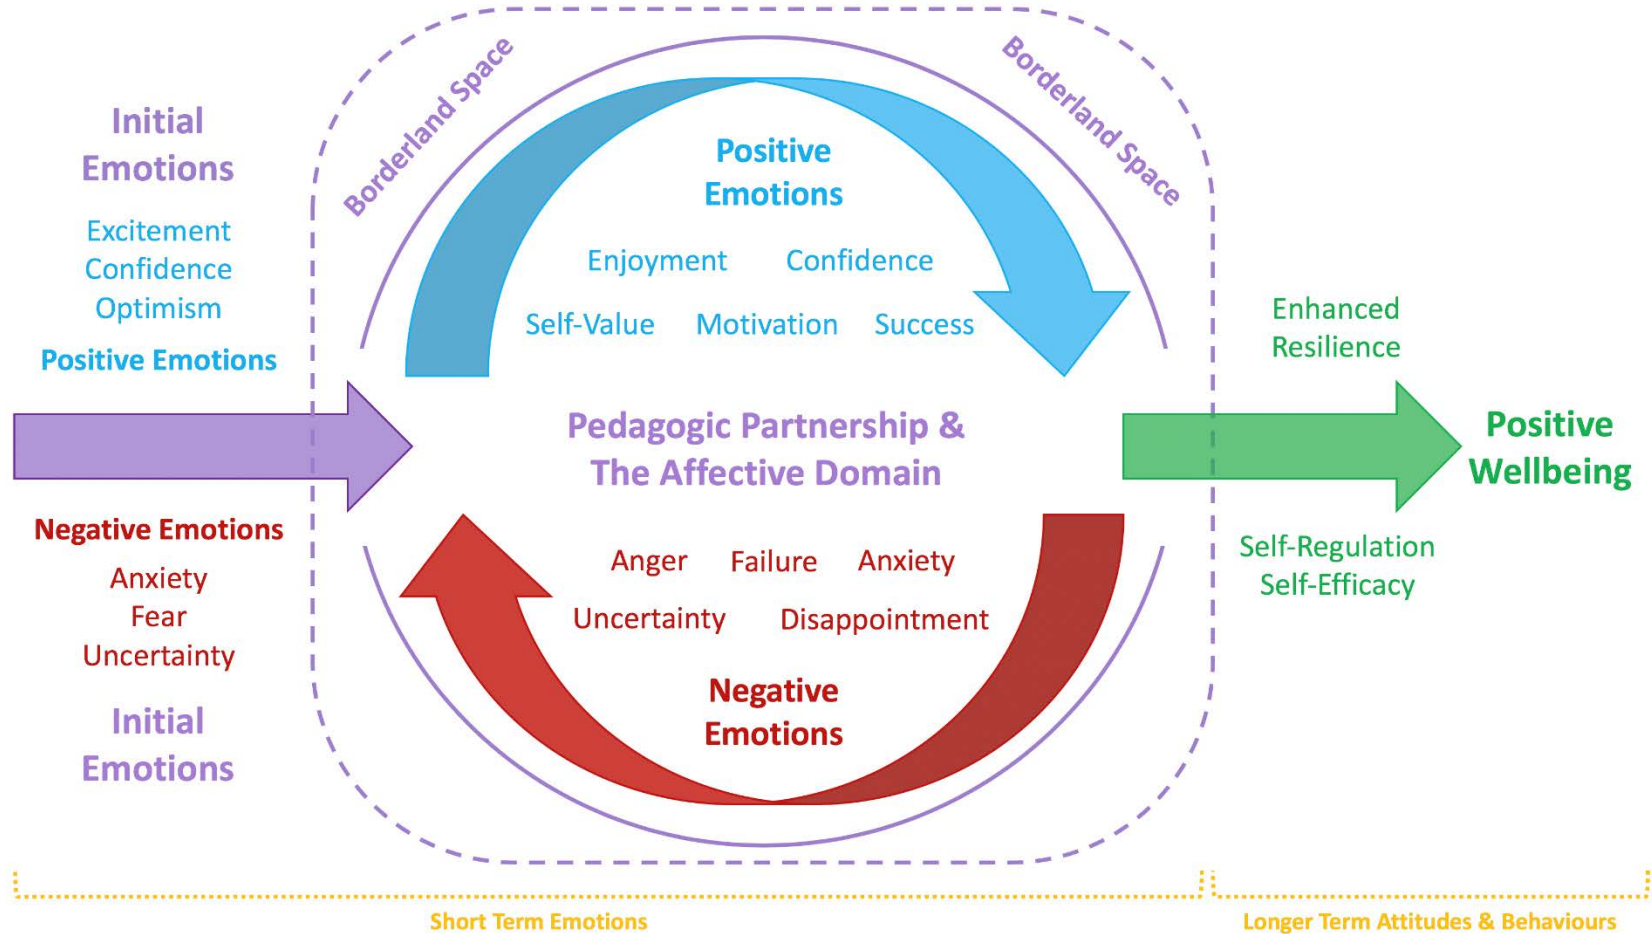 Initial
Emotions
Excitement
Confidence
Optimism
Positive Emotions
Negative Emotions
Anxiety
Fear
Uncertainty
Initial
Emotions
Borderland Space
Borderland Space
Positive
Emotions
Enjoyment Confidence
Self-Value Motivation Success
Pedagogic Partnership &
The Affective Domain
Anger Failure Anxiety
Uncertainty Disappointment
Negative
Emotions
Enhanced
Resilience
Positive
Wellbeing
Self-Regulation
Self-Efficacy
Short Term Emotions
Longer Term Attitudes & Behaviours